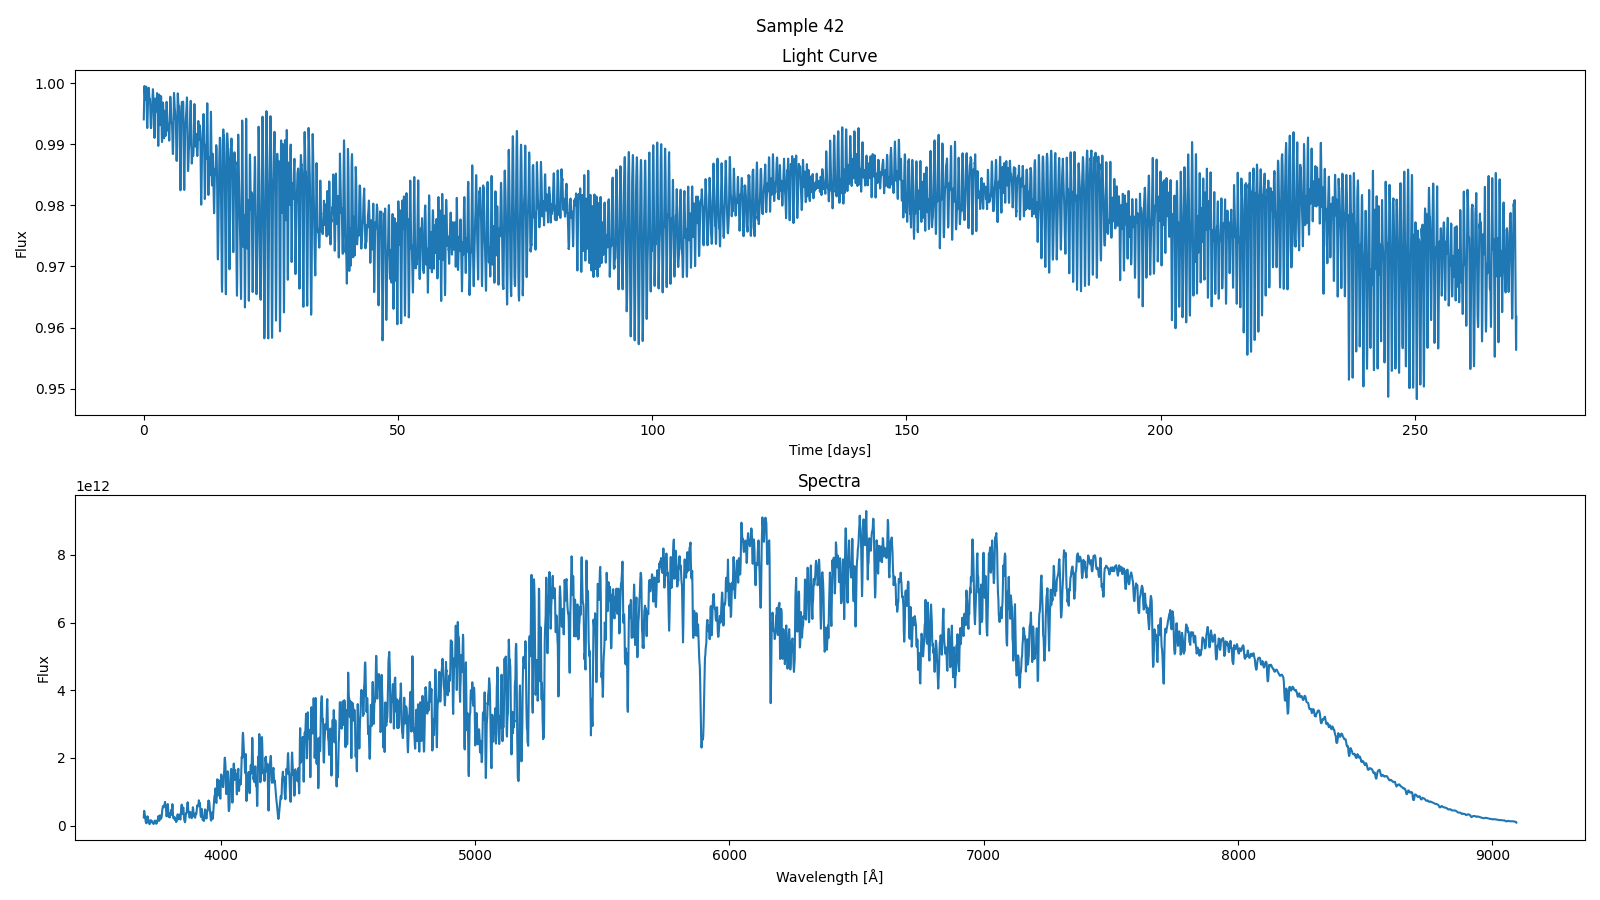 Sample 42
Light Curve
1.00
0.99
0.98
0.97
0.96
0.95
Flux
0 50 100 150 200 250
Time [days]
Spectra
1e12
8
6
4
2
0
Flux
4000 5000 6000 7000 8000 9000
Wavelength [Å]